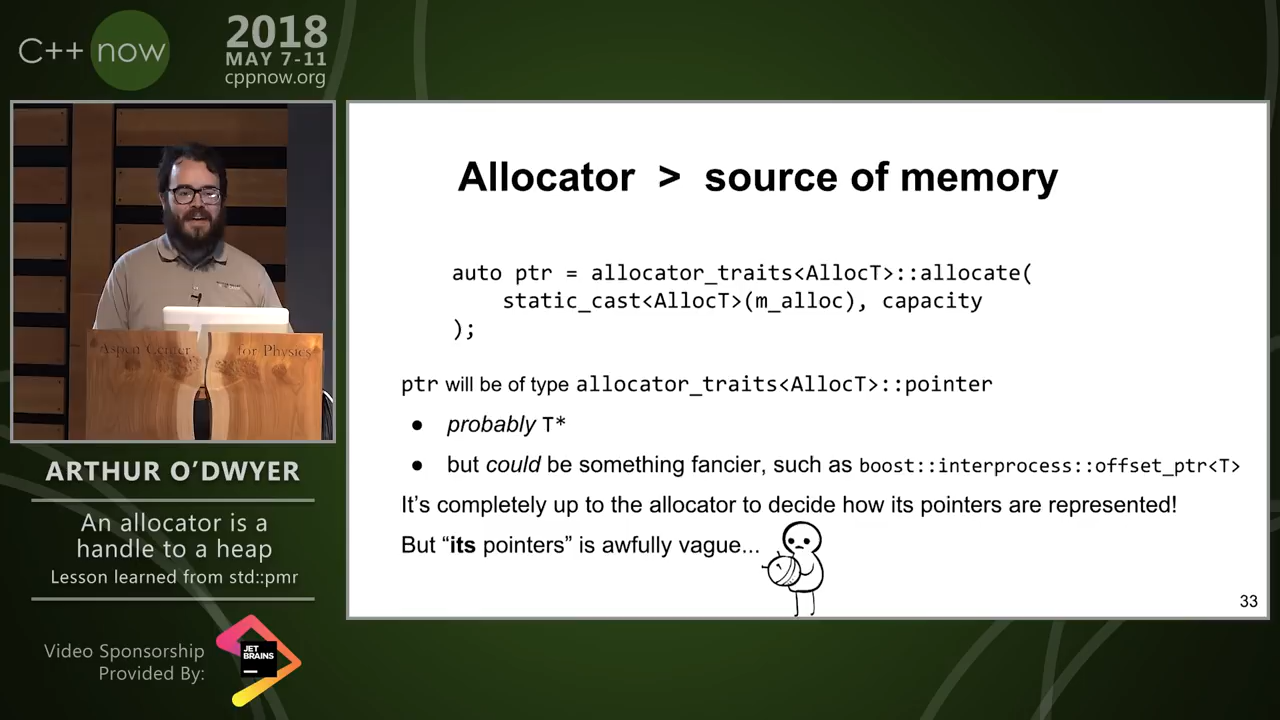 C++ now
2018
MAY 7-11
cppnow.org
Aspen Center for Physics
ARTHUR O’DWYER
An allocator is a
handle to a heap
Lesson learned from std::pmr
Video Sponsorship
Provided By:
JET
BRAINS
Allocator > source of memory
auto ptr = allocator_traits<AllocT>::allocate(
static_cast<AllocT>(m_alloc), capacity
);
ptr will be of type allocator_traits<AllocT>::pointer
● probably T*
● but could be something fancier, such as boost::interprocess::offset_ptr<T>
It’s completely up to the allocator to decide how its pointers are represented!
But “its pointers” is awfully vague...
33